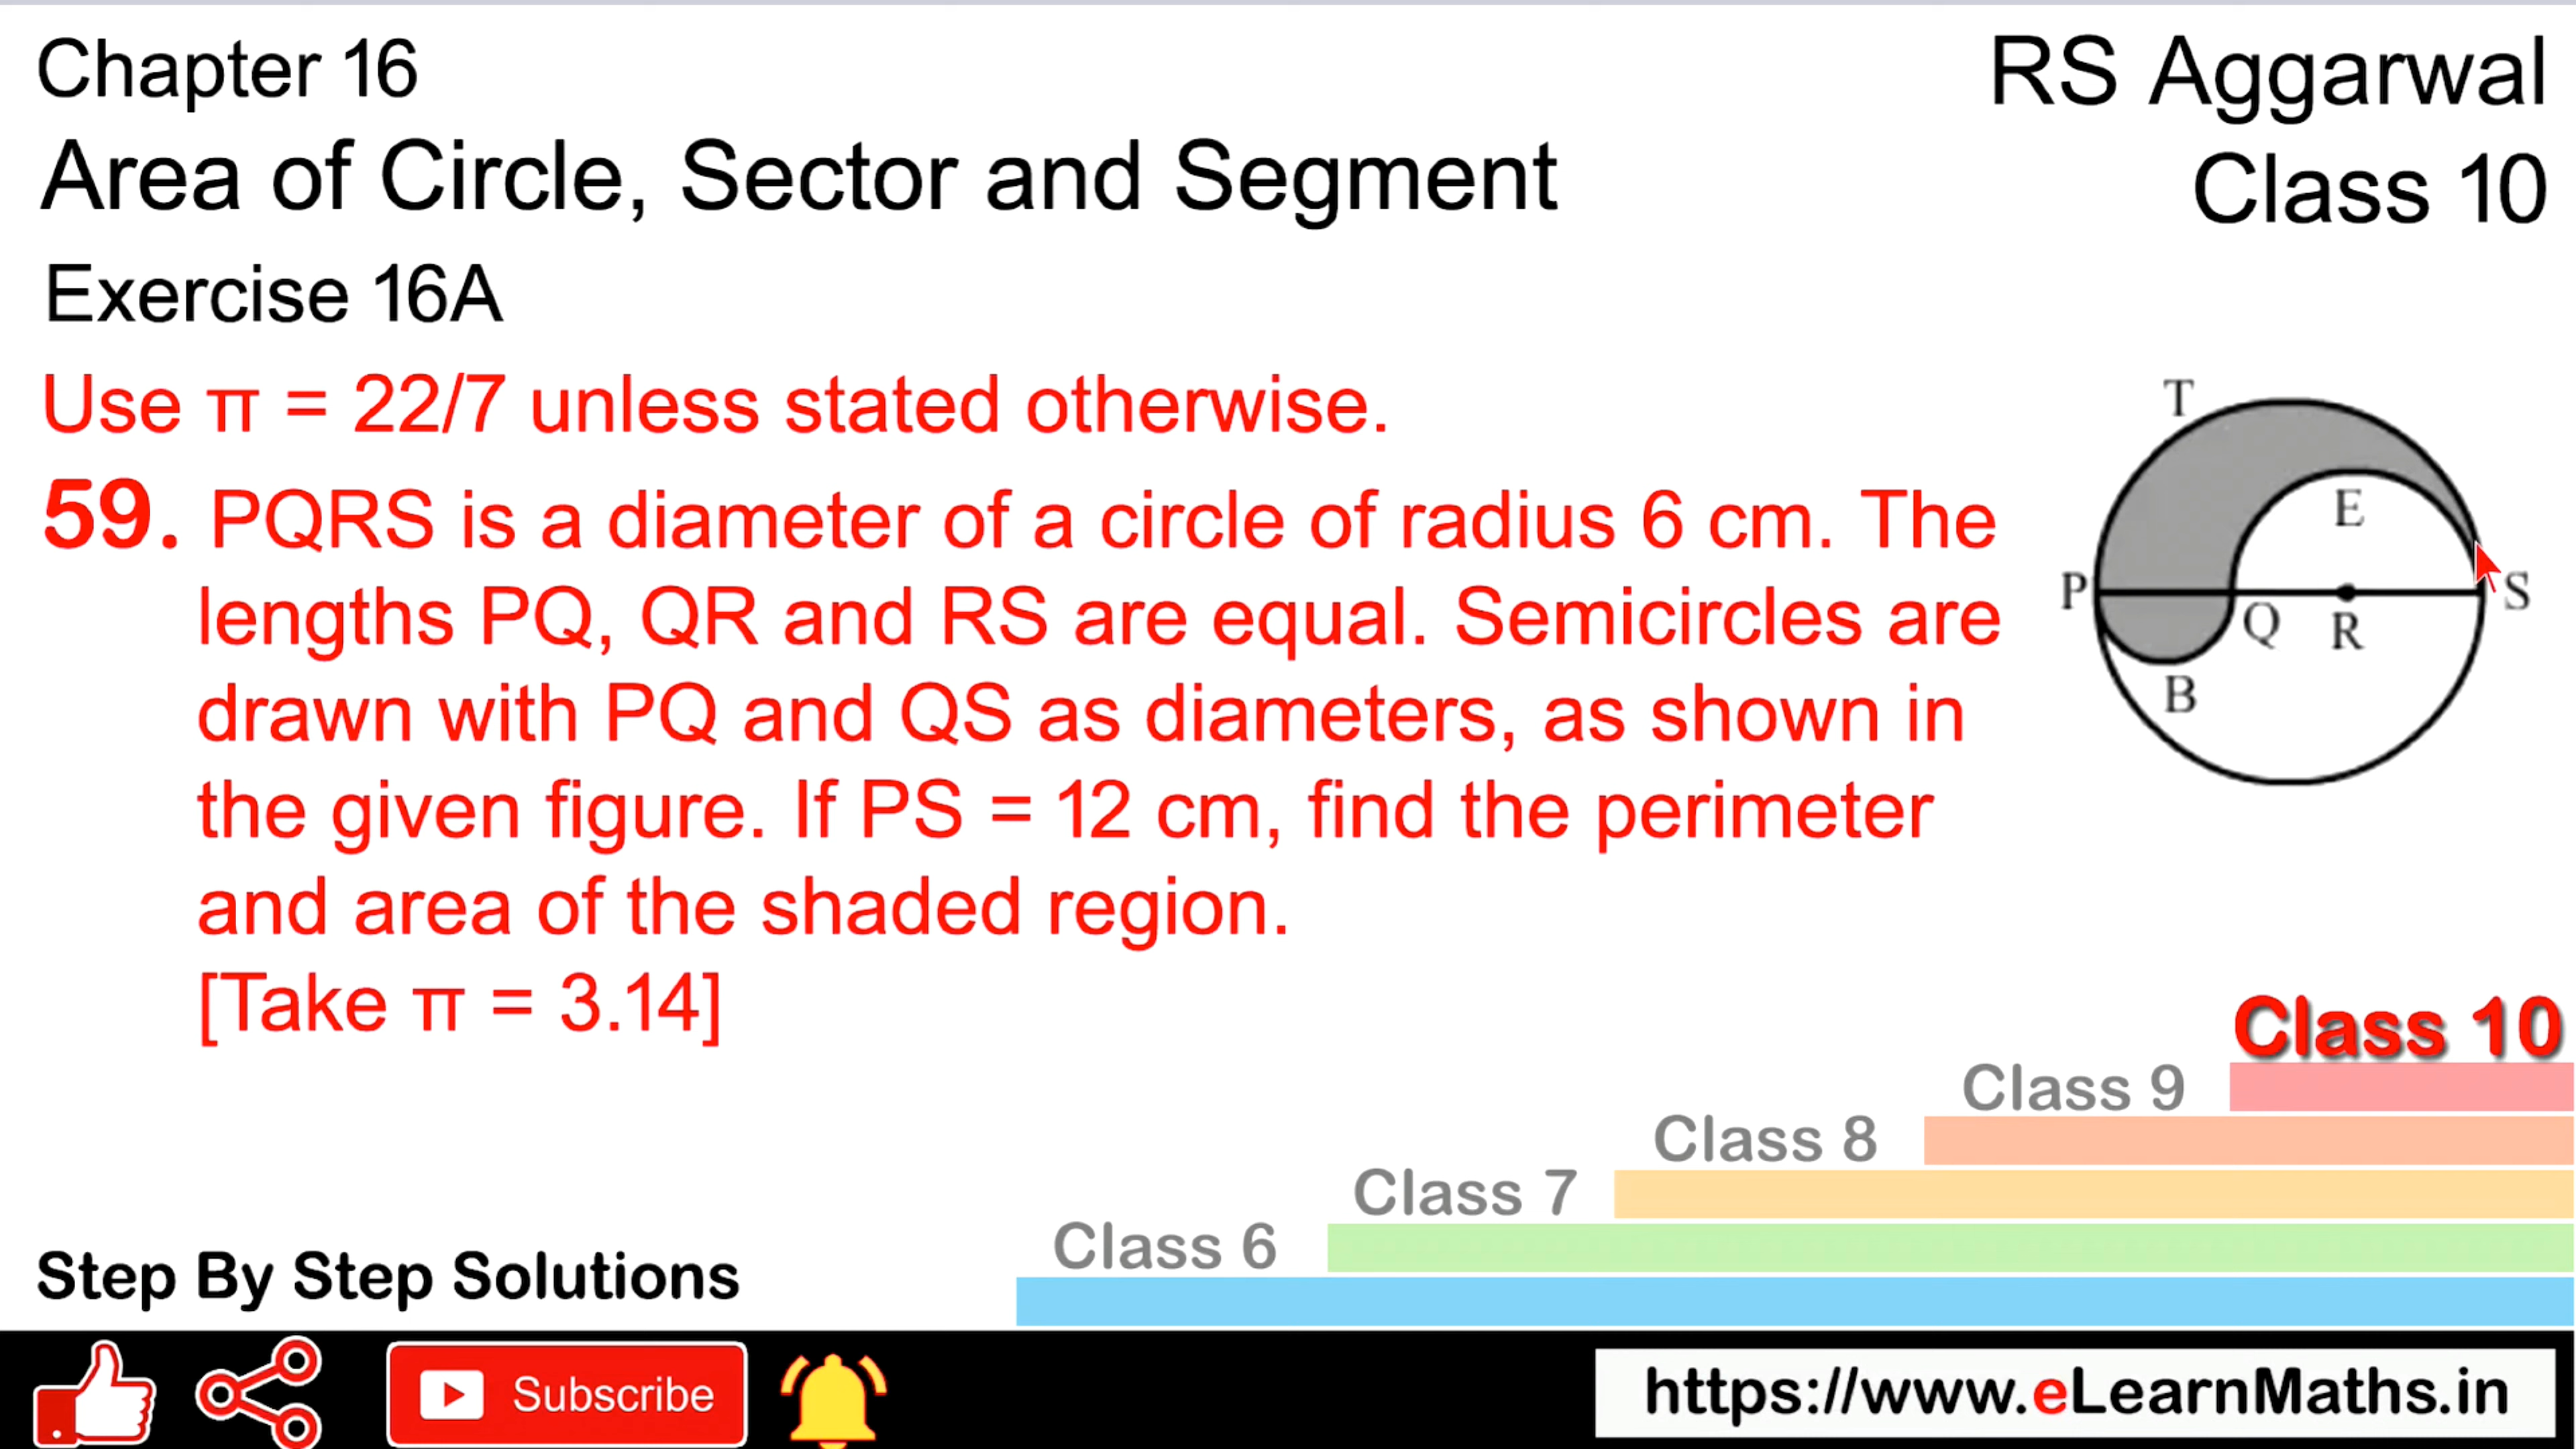 Chapter 16
RS Aggarwal
Area of Circle, Sector and Segment
Class 10
Exercise 16A
Use π = 22/7 unless stated otherwise.
59. PQRS is a diameter of a circle of radius 6 cm. The
lengths PQ, QR and RS are equal. Semicircles are
drawn with PQ and QS as diameters, as shown in
the given figure. If PS = 12 cm, find the perimeter
and area of the shaded region.
[Take π = 3.14]
T
E
P
S
Q
R
B
Class 10
Class 9
Class 8
Class 7
Class 6
Step By Step Solutions
Subscribe
https://www.eLearnMaths.in